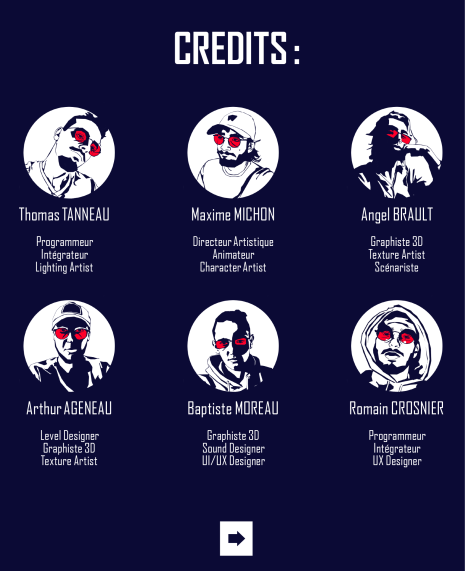 CREDITS :
Thomas TANNEAU
Programmeur
Intégrateur
Lighting Artist
Maxime MICHON
Directeur Artistique
Animateur
Character Artist
Angel BRAULT
Graphiste 3D
Texture Artist
Scénariste
Arthur AGENEAU
Level Designer
Graphiste 3D
Texture Artist
Baptiste MOREAU
Graphiste 3D
Sound Designer
UI/UX Designer
Romain CROSNIER
Programmeur
Intégrateur
UX Designer